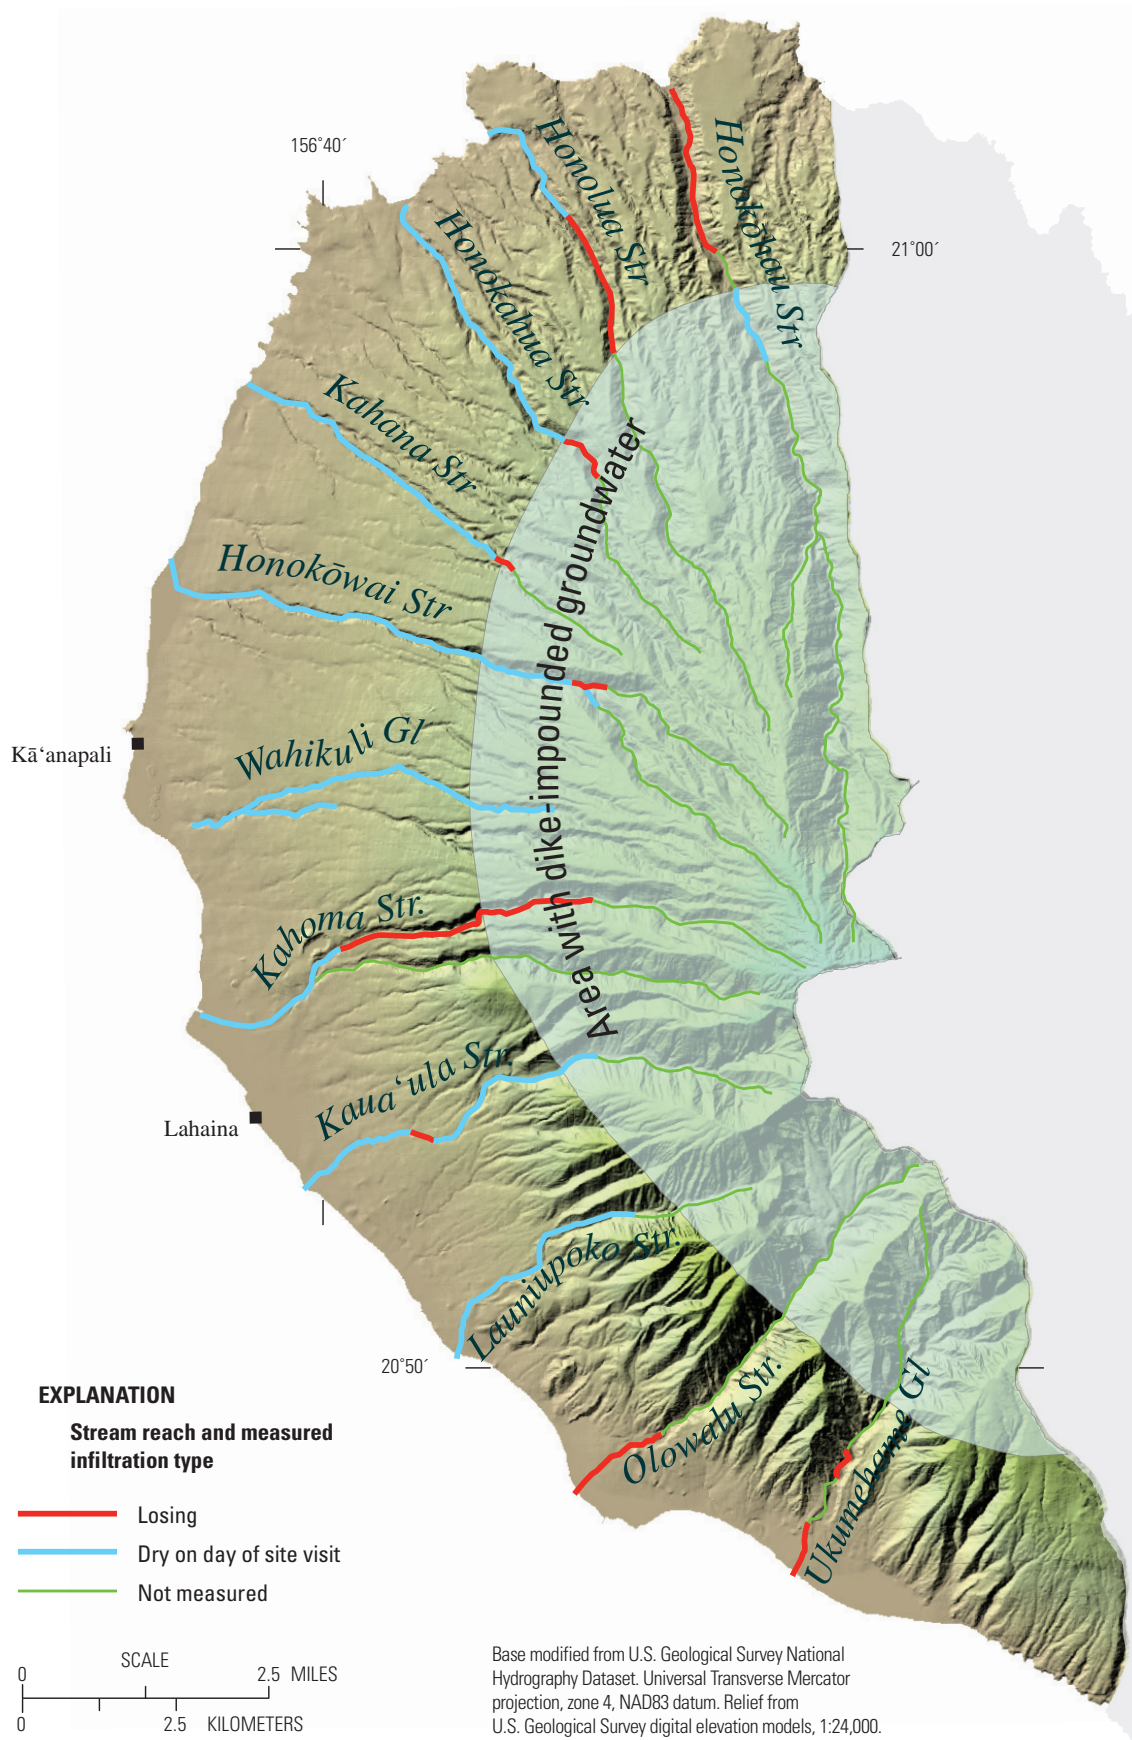 156°40´
Honolua Str
Honokōhau Str
21°00´
Honokahua Str
Kahana Str
Honokōwai Str
Area with dike-impounded groundwater
Wahikuli Gl
Kā‘anapali
Kahoma Str.
Kaua‘ula Str.
Lahaina
Launiupoko Str.
20°50´
Olowalu Str.
Ukumehame Gl
EXPLANATION
Stream reach and measured
infiltration type
Losing
Dry on day of site visit
Not measured
SCALE
0 2.5 MILES
0 2.5 KILOMETERS
Base modified from U.S. Geological Survey National
Hydrography Dataset. Universal Transverse Mercator
projection, zone 4, NAD83 datum. Relief from
U.S. Geological Survey digital elevation models, 1:24,000.